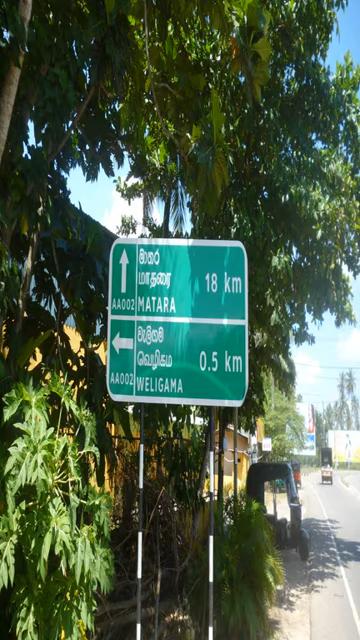 මාතර
மாதறை
AA002 MATARA
18 km
වැලිගම
வெலிகம
AA002 WELIGAMA
0.5 km